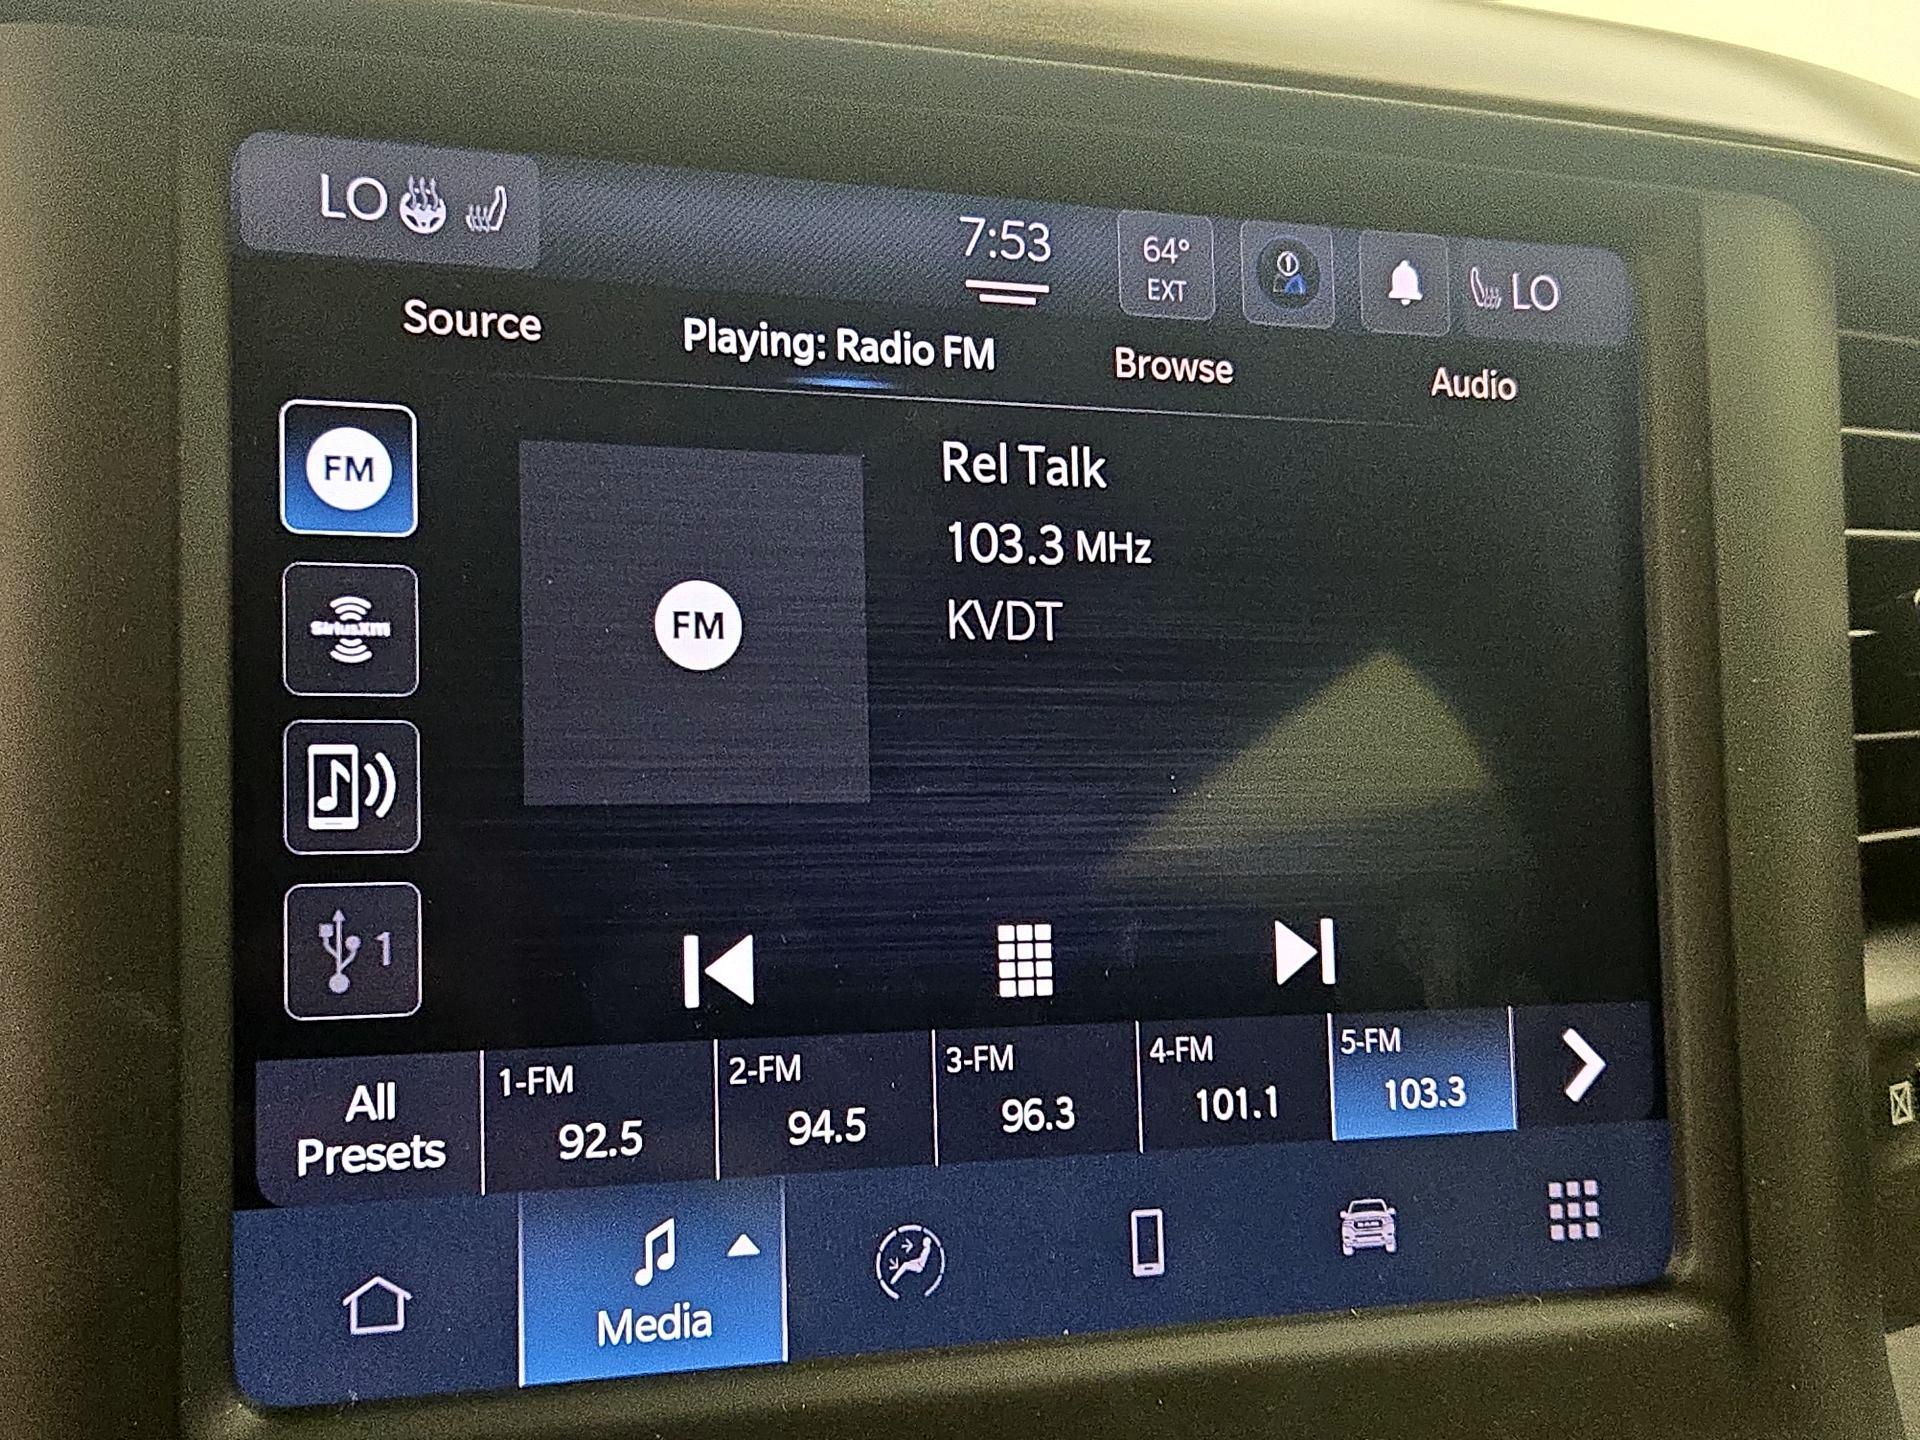 LO
7:53
64°
EXT
LO
Source
Playing: Radio FM
Browse
Audio
FM
SiriusXM
1
FM
Rel Talk
103.3 MHz
KVDT
All
Presets
1-FM
92.5
2-FM
94.5
3-FM
96.3
4-FM
101.1
5-FM
103.3
Media
RAM